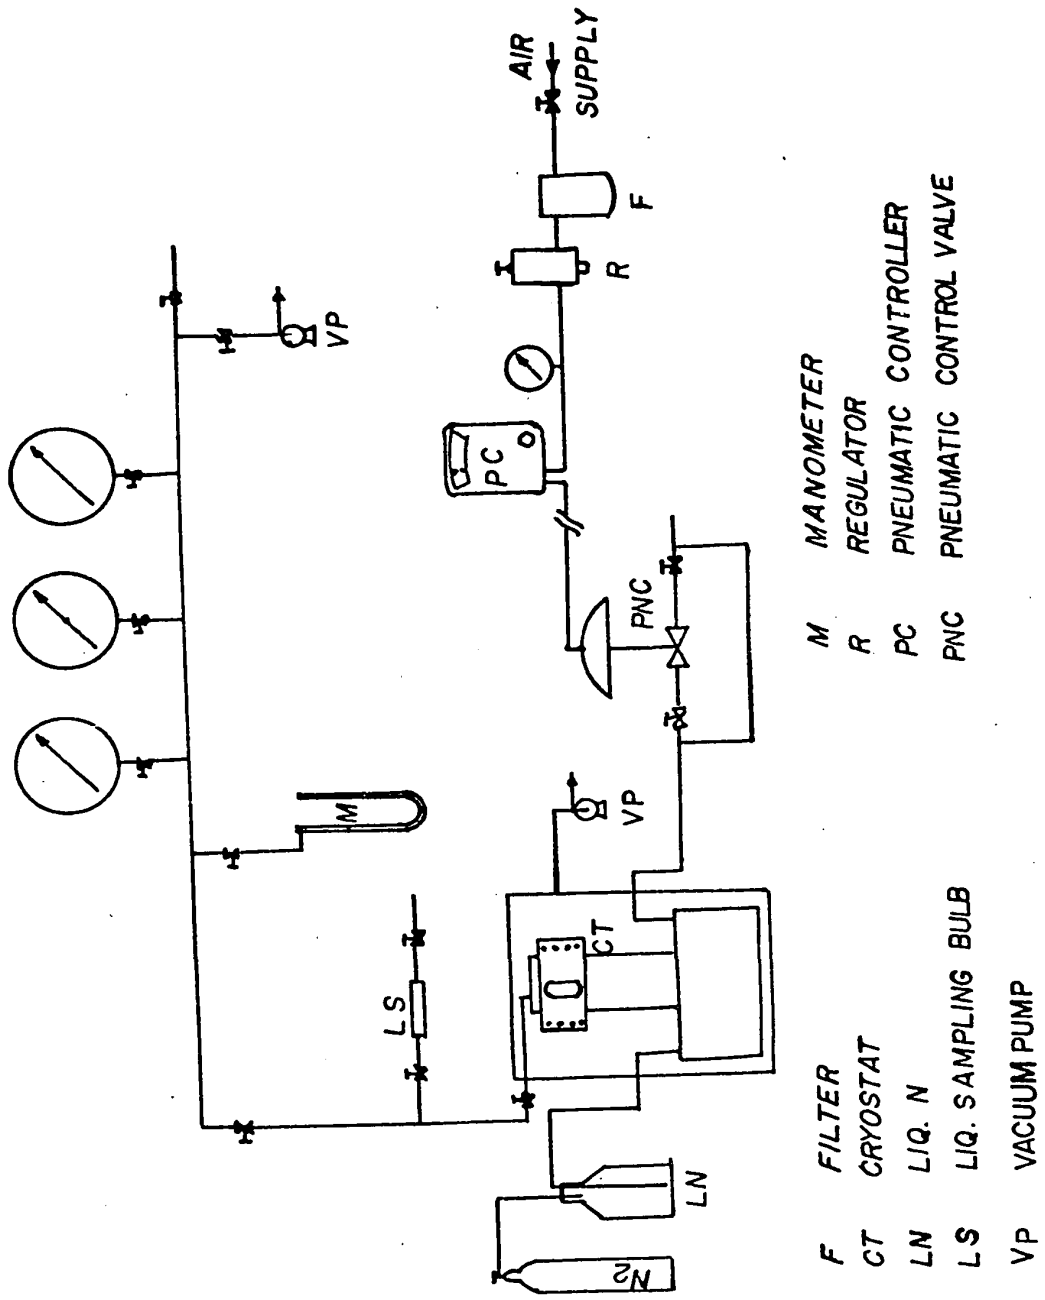 AIR
SUPPLY
F
R
VP
PC
PNC
M
VP
LS
CT
LN
N2
F FILTER
CT CRYOSTAT
LN LIQ. N
LS LIQ. SAMPLING BULB
VP VACUUM PUMP
M MANOMETER
R REGULATOR
PC PNEUMATIC CONTROLLER
PNC PNEUMATIC CONTROL VALVE